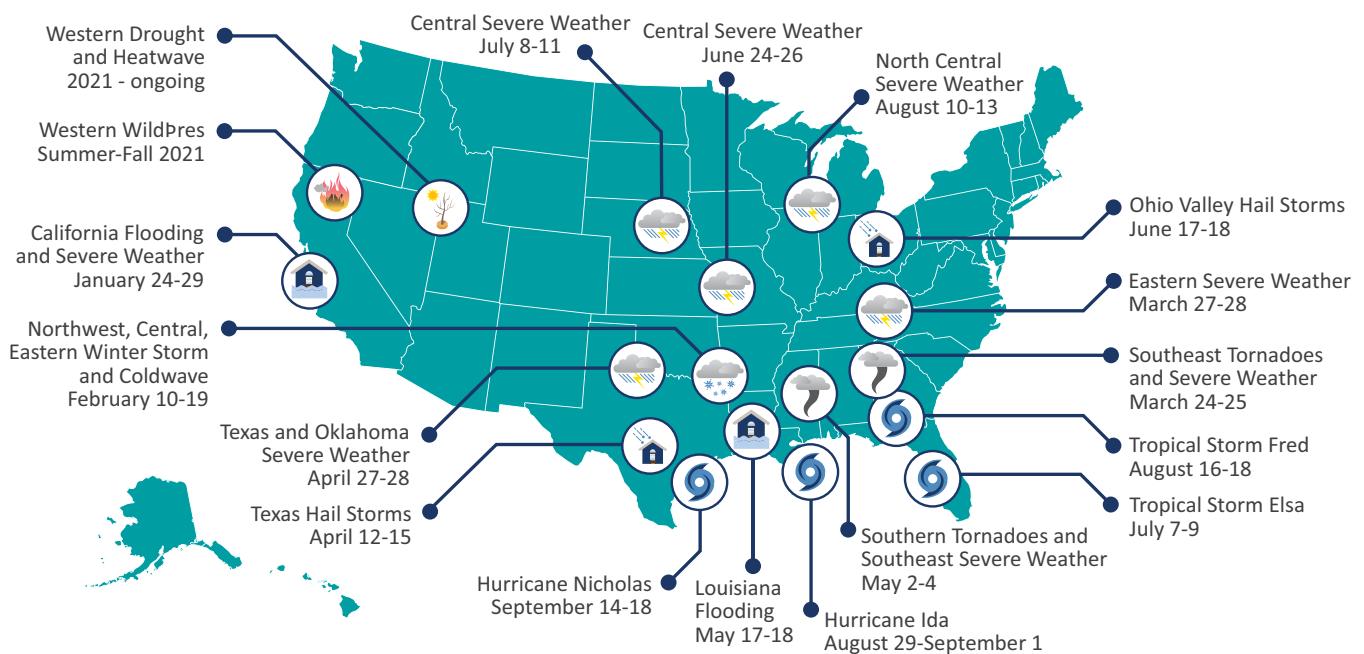 Western Drought
and Heatwave
2021 - ongoing
Western WildÞres
Summer-Fall 2021
California Flooding
and Severe Weather
January 24-29
Northwest, Central,
Eastern Winter Storm
and Coldwave
February 10-19
Texas and Oklahoma
Severe Weather
April 27-28
Texas Hail Storms
April 12-15
Central Severe Weather
July 8-11
Central Severe Weather
June 24-26
North Central
Severe Weather
August 10-13
Ohio Valley Hail Storms
June 17-18
Eastern Severe Weather
March 27-28
Southeast Tornadoes
and Severe Weather
March 24-25
Tropical Storm Fred
August 16-18
Tropical Storm Elsa
July 7-9
Southern Tornadoes and
Southeast Severe Weather
May 2-4
Hurricane Nicholas
September 14-18
Louisiana
Flooding
May 17-18
Hurricane Ida
August 29-September 1